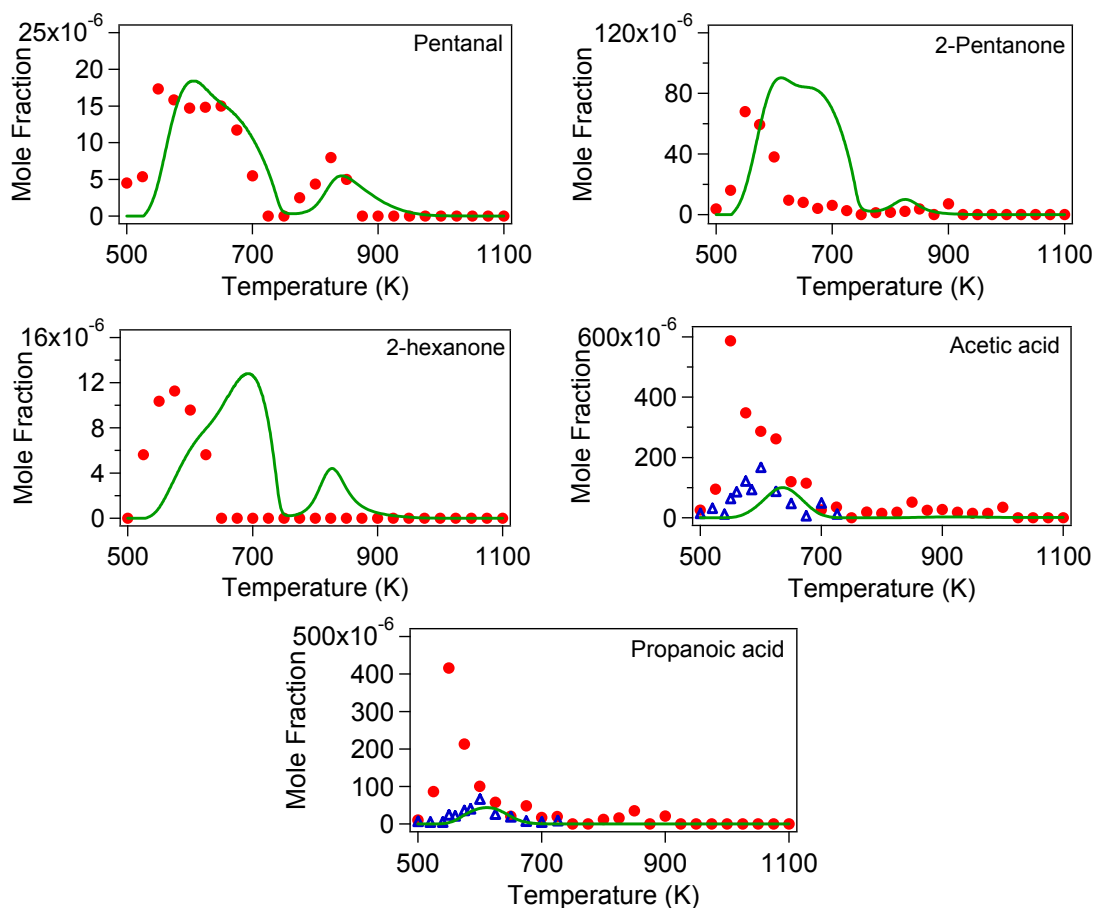 25x10⁻⁶
20
15
10
5
0
Mole Fraction
Pentanal
500
700
900
1100
Temperature (K)
120x10⁻⁶
80
40
0
Mole Fraction
2-Pentanone
500
700
900
1100
Temperature (K)
16x10⁻⁶
12
8
4
0
Mole Fraction
2-hexanone
500
700
900
1100
Temperature (K)
600x10⁻⁶
400
200
0
Mole Fraction
Acetic acid
500
700
900
1100
Temperature (K)
500x10⁻⁶
400
300
200
100
0
Mole Fraction
Propanoic acid
500
700
900
1100
Temperature (K)